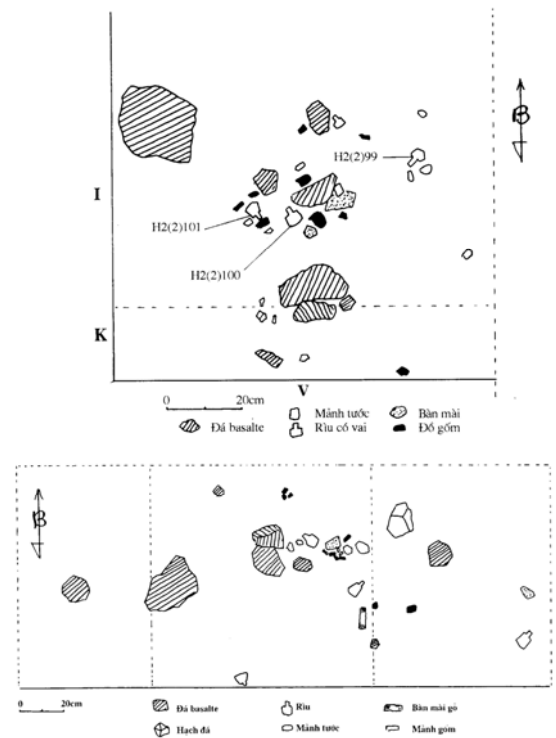 B
H2(2)99
I
H2(2)101
H2(2)100
K
V
0 20cm
Mảnh tước
Bàn mài
Đá basalte
Rìu có vai
Đồ gốm
B
0 20cm
Đá basalte
Rìu
Bàn mài gỏ
Hạch đá
Mảnh tước
Mảnh gốm